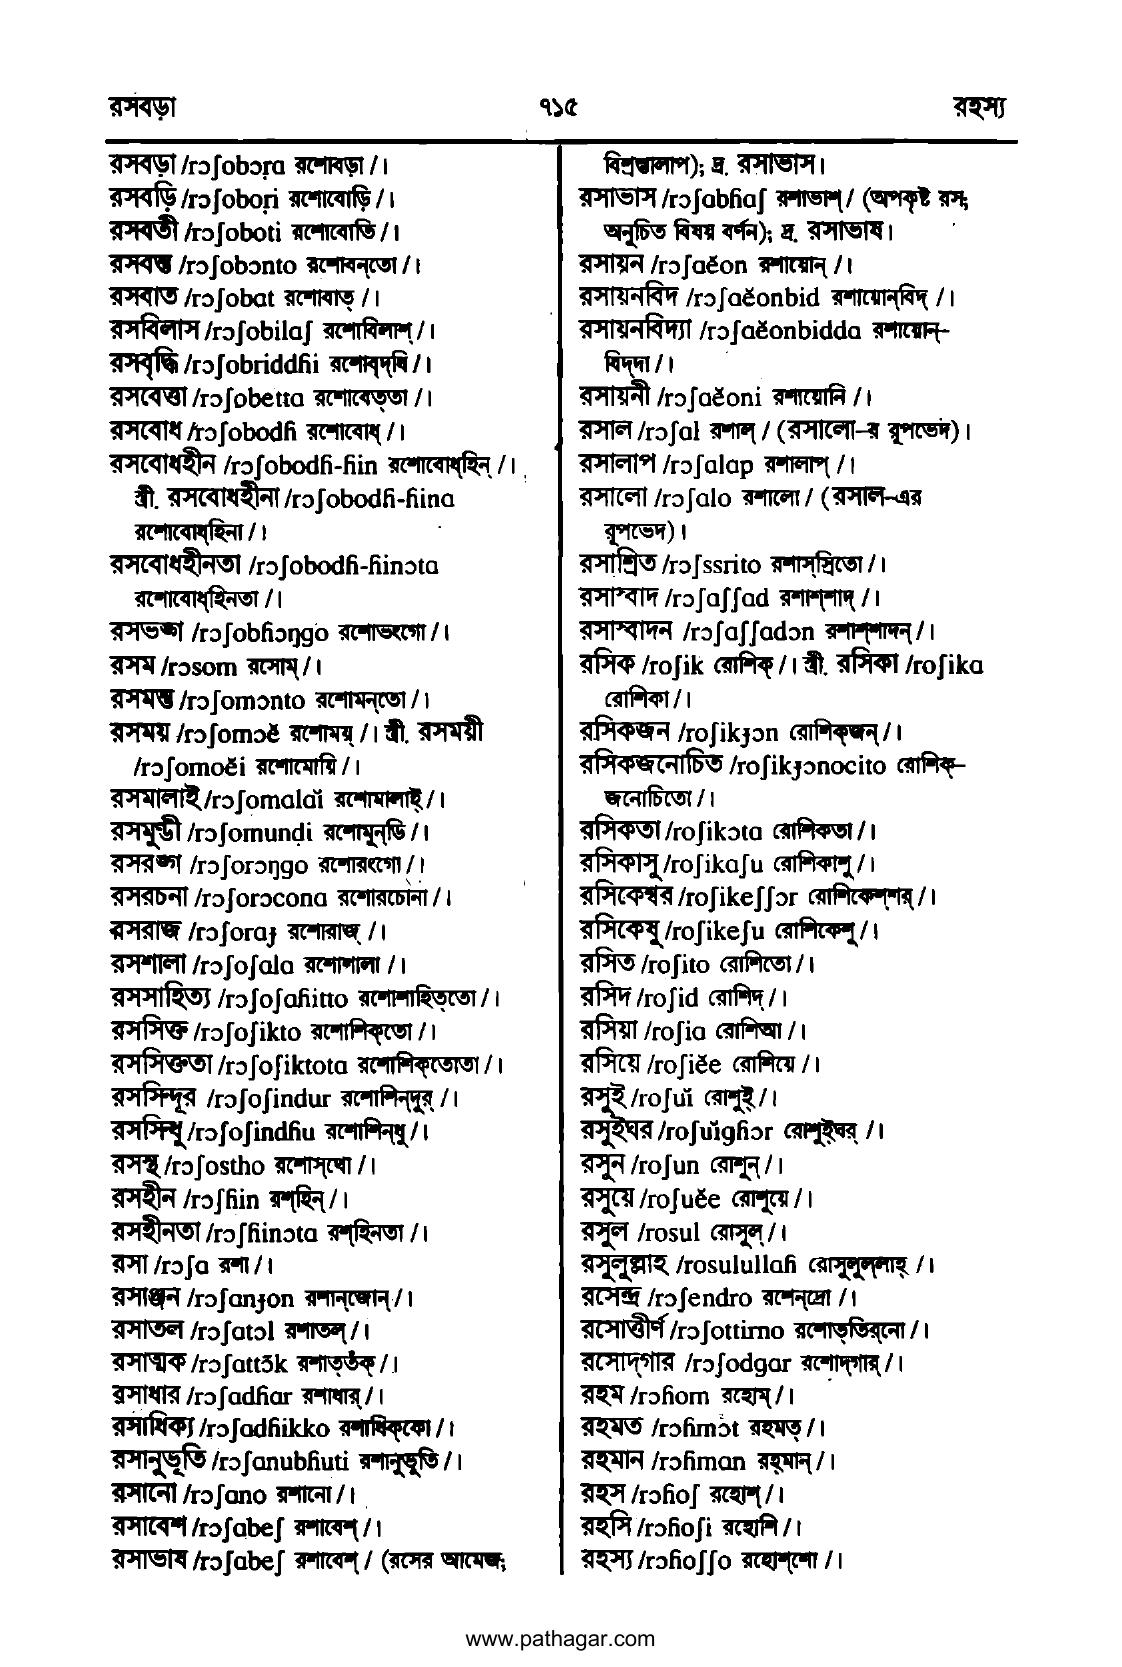 রসবড়া ৭১৫ রহস্য
রসবড়া /rɔʃobɔɽa রশোবড়া /।
রসবড়ি /rɔʃoboɽi রশোবোড়ি /।
রসবতী /rɔʃoboti রশোবোতি /।
রসবন্ত /rɔʃobɔnto রশোবন্‌তো /।
রসবাত /rɔʃobat রশোবাত্ /।
রসবিলাস /rɔʃobilaʃ রশোবিলাশ্ /।
রসবৃদ্ধি /rɔʃobriddɦi রশোবৃদ্‌ধি /।
রসবেত্তা /rɔʃobetta রশোবেত্‌তা /।
রসবোধ /rɔʃobodɦ রশোবোধ্ /।
রসবোধহীন /rɔʃobodɦ-ɦin রশোবোধ্‌হিন্ /।
স্ত্রী. রসবোধহীনা /rɔʃobodɦ-ɦina
রশোবোধ্‌হিনা /।
রসবোধহীনতা /rɔʃobodɦ-ɦinɔta
রশোবোধ্‌হিনতা /।
রসভঙ্গ /rɔʃobɦɔŋgo রশোভংগো /।
রসম /rɔsom রসোম্ /।
রসমন্ত /rɔʃomɔnto রশোমন্‌তো /।
রসময় /rɔʃomɔĕ রশোময়্ /। স্ত্রী. রসময়ী
/rɔʃomoĕi রশোমোয়ি /।
রসমালাই /rɔʃomalaĭ রশোমালাই্ /।
রসমুন্ডী /rɔʃomunɖi রশোমুন্‌ডি /।
রসরঙ্গ /rɔʃorɔŋgo রশোরংগো /।
রসরচনা /rɔʃorɔcona রশোরচোনা /।
রসরাজ /rɔʃoraɟ রশোরাজ্ /।
রসশালা /rɔʃoʃala রশোশালা /।
রসসাহিত্য /rɔʃoʃaɦitto রশোশাহিত্‌তো /।
রসসিক্ত /rɔʃoʃikto রশোশিক্‌তো /।
রসসিক্ততা /rɔʃoʃiktota রশোশিক্‌তোতা /।
রসসিন্দূর /rɔʃoʃindur রশোশিন্‌দুর্ /।
রসসিন্ধু /rɔʃoʃindɦu রশোশিন্‌ধু /।
রসস্থ /rɔʃostho রশোস্‌থো /।
রসহীন /rɔʃɦin রশ্‌হিন্ /।
রসহীনতা /rɔʃɦinɔta রশ্‌হিনতা /।
রসা /rɔʃa রশা /।
রসাঞ্জন /rɔʃanɟon রশান্‌জোন্ /।
রসাতল /rɔʃatɔl রশাতল্ /।
রসাত্মক /rɔʃattɔ̃k রশাত্‌তঁক্ /।
রসাধার /rɔʃadɦar রশাধার্ /।
রসাধিক্য /rɔʃadɦikko রশাধিক্‌কো /।
রসানুভূতি /rɔʃanubɦuti রশানুভুতি /।
রসানো /rɔʃano রশানো /।
রসাবেশ /rɔʃabeʃ রশাবেশ্ /।
রসাভাষ /rɔʃabeʃ রশাবেশ্ / (রসের আমেজ;
বিশ্রম্ভালাপ); দ্র. রসাভাস।
রসাভাস /rɔʃabɦaʃ রশাভাশ্ / (অপকৃষ্ট রস;
অনুচিত বিষয় বর্ণন); দ্র. রসাভাষ।
রসায়ন /rɔʃaĕon রশায়োন্ /।
রসায়নবিদ /rɔʃaĕonbid রশায়োন্‌বিদ্ /।
রসায়নবিদ্যা /rɔʃaĕonbidda রশায়োন্-
বিদ্‌দা /।
রসায়নী /rɔʃaĕoni রশায়োনি /।
রসাল /rɔʃal রশাল্ / (রসালো-র রূপভেদ)।
রসালাপ /rɔʃalap রশালাপ্ /।
রসালো /rɔʃalo রশালো / (রসাল-এর
রূপভেদ)।
রসাশ্রিত /rɔʃssrito রশাস্‌স্রিতো /।
রসাস্বাদ /rɔʃaʃʃad রশাশ্‌শাদ্ /।
রসাস্বাদন /rɔʃaʃʃadɔn রশাশ্‌শাদন্ /।
রসিক /roʃik রোশিক্ /। স্ত্রী. রসিকা /roʃika
রোশিকা /।
রসিকজন /roʃikɟɔn রোশিক্‌জন্ /।
রসিকজনোচিত /roʃikɟɔnocito রোশিক্-
জনোচিতো /।
রসিকতা /roʃikɔta রোশিকতা /।
রসিকাসু /roʃikaʃu রোশিকাশু /।
রসিকেশ্বর /roʃikeʃʃɔr রোশিকেশ্‌শর্ /।
রসিকেষু /roʃikeʃu রোশিকেশু /।
রসিত /roʃito রোশিতো /।
রসিদ /roʃid রোশিদ্ /।
রসিয়া /roʃia রোশিআ /।
রসিয়ে /roʃiĕe রোশিয়ে /।
রসুই /roʃuĭ রোশুই্ /।
রসুইঘর /roʃuĭgɦɔr রোশুই্‌ঘর্ /।
রসুন /roʃun রোশুন্ /।
রসুয়ে /roʃuĕe রোশুয়ে /।
রসুল /rosul রোসুল্ /।
রসুলুল্লাহ /rosulullaɦ রোসুলুল্‌লাহ্ /।
রসেন্দ্র /rɔʃendro রশেন্‌দ্রো /।
রসোত্তীর্ণ /rɔʃottirno রশোত্‌তির্‌নো /।
রসোদ্‌গার /rɔʃodgar রশোদ্‌গার্ /।
রহম /rɔɦom রহোম্ /।
রহমত /rɔɦmɔt রহমত্ /।
রহমান /rɔɦman রহ্‌মান্ /।
রহস /rɔɦoʃ রহোশ্ /।
রহসি /rɔɦoʃi রহোশি /।
রহস্য /rɔɦoʃʃo রহোশ্‌শো /।
www.pathagar.com